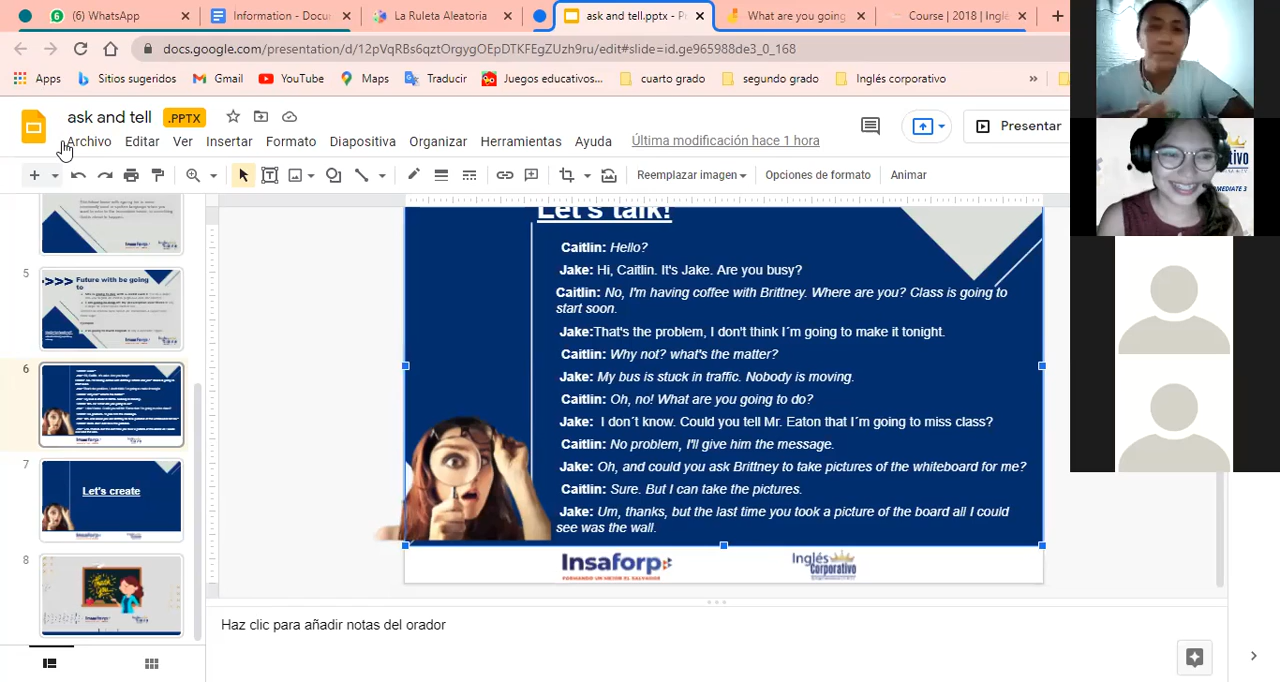 (6) WhatsApp
Information - Docu
La Ruleta Aleatoria
ask and tell.pptx - P
What are you going
Course | 2018 | Inglé
docs.google.com/presentation/d/12pVqRBs6qztOrgygOEpDTKFEgZUzh9ru/edit#slide=id.ge965988de3_0_168
Apps
Sitios sugeridos
Gmail
YouTube
Maps
Traducir
Juegos educativos...
cuarto grado
segundo grado
Inglés corporativo
»
ask and tell .PPTX
Archivo Editar Ver Insertar Formato Diapositiva Organizar Herramientas Ayuda Última modificación hace 1 hora
Presentar
Reemplazar imagen Opciones de formato Animar
5
>>> Future with be going
to
6
7
Let's create
8
Thank
You
Let's talk!
Caitlin: Hello?
Jake: Hi, Caitlin. It's Jake. Are you busy?
Caitlin: No, I'm having coffee with Brittney. Where are you? Class is going to
start soon.
Jake:That's the problem, I don't think I´m going to make it tonight.
Caitlin: Why not? what's the matter?
Jake: My bus is stuck in traffic. Nobody is moving.
Caitlin: Oh, no! What are you going to do?
Jake: I don´t know. Could you tell Mr. Eaton that I´m going to miss class?
Caitlin: No problem, I'll give him the message.
Jake: Oh, and could you ask Brittney to take pictures of the whiteboard for me?
Caitlin: Sure. But I can take the pictures.
Jake: Um, thanks, but the last time you took a picture of the board all I could
see was the wall.
Insaforp
FORMANDO UN MEJOR EL SALVADOR
Inglés
Corporativo
Haz clic para añadir notas del orador